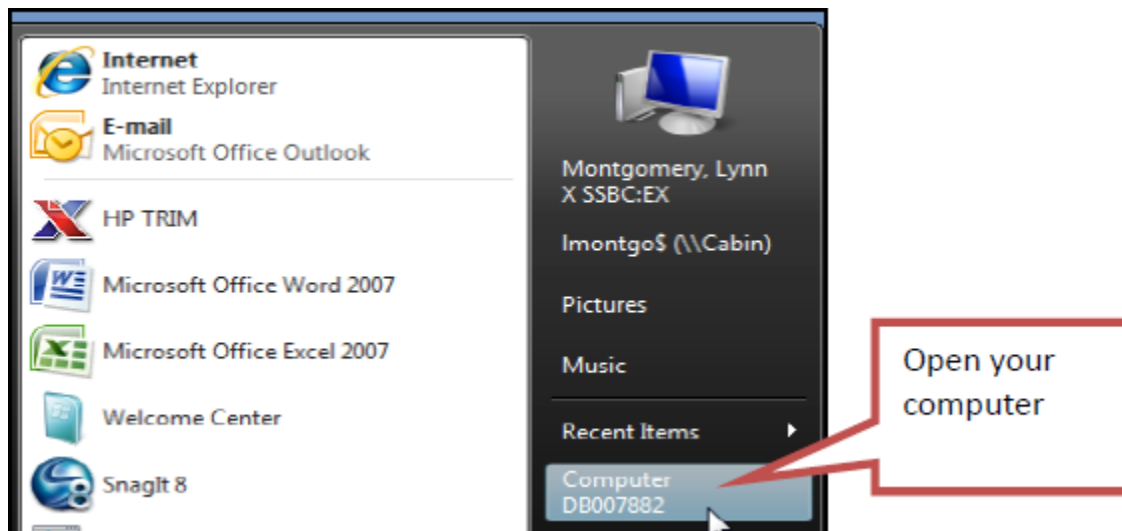 Internet
Internet Explorer
E-mail
Microsoft Office Outlook
HP TRIM
Microsoft Office Word 2007
Microsoft Office Excel 2007
Welcome Center
SnagIt 8
Montgomery, Lynn
X SSBC:EX
lmontgo$ (\\Cabin)
Pictures
Music
Recent Items
Computer
DB007882
Open your
computer